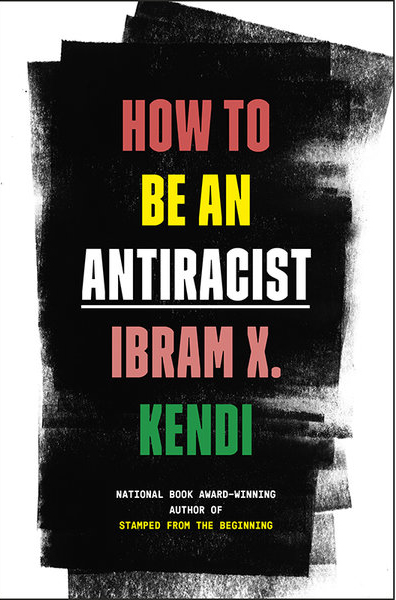 HOW TO
BE AN
ANTIRACIST
IBRAM X.
KENDI
NATIONAL BOOK AWARD–WINNING
AUTHOR OF
STAMPED FROM THE BEGINNING